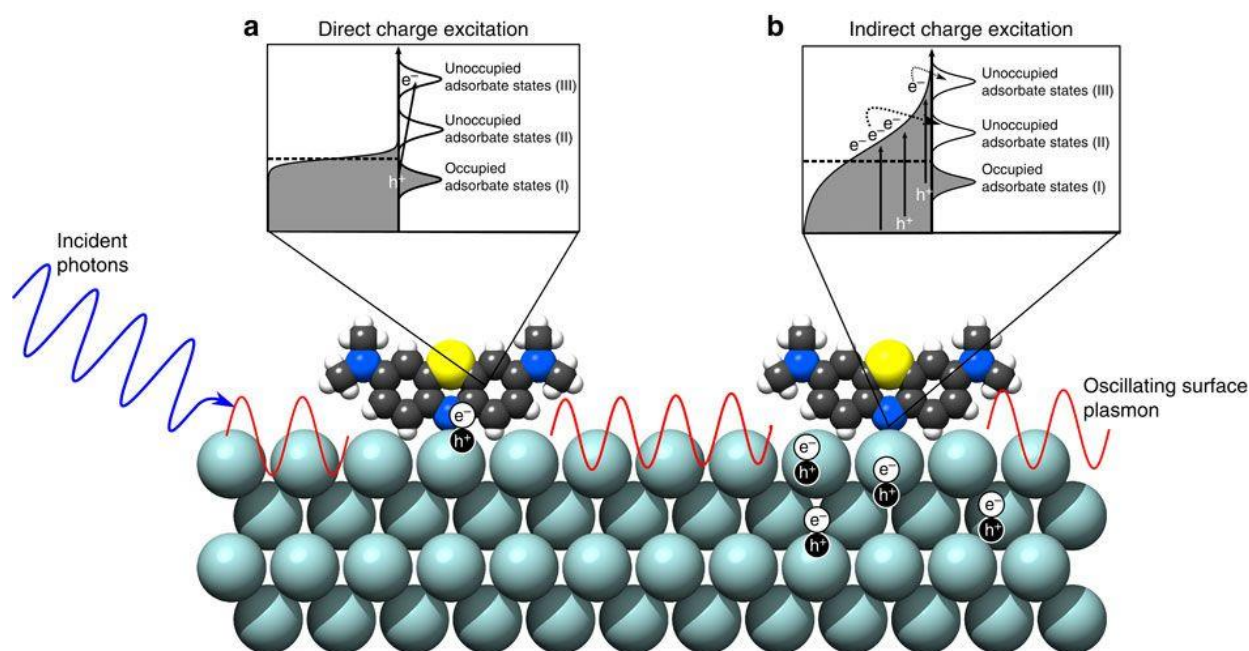 a
Direct charge excitation
e⁻
Unoccupied
adsorbate states (III)
Unoccupied
adsorbate states (II)
Occupied
adsorbate states (I)
h⁺
b
Indirect charge excitation
e⁻
Unoccupied
adsorbate states (III)
e⁻ e⁻ e⁻
Unoccupied
adsorbate states (II)
Occupied
adsorbate states (I)
h⁺
h⁺
Incident
photons
Oscillating surface
plasmon
e⁻
h⁺
e⁻
h⁺
e⁻
h⁺
e⁻
h⁺
e⁻
h⁺